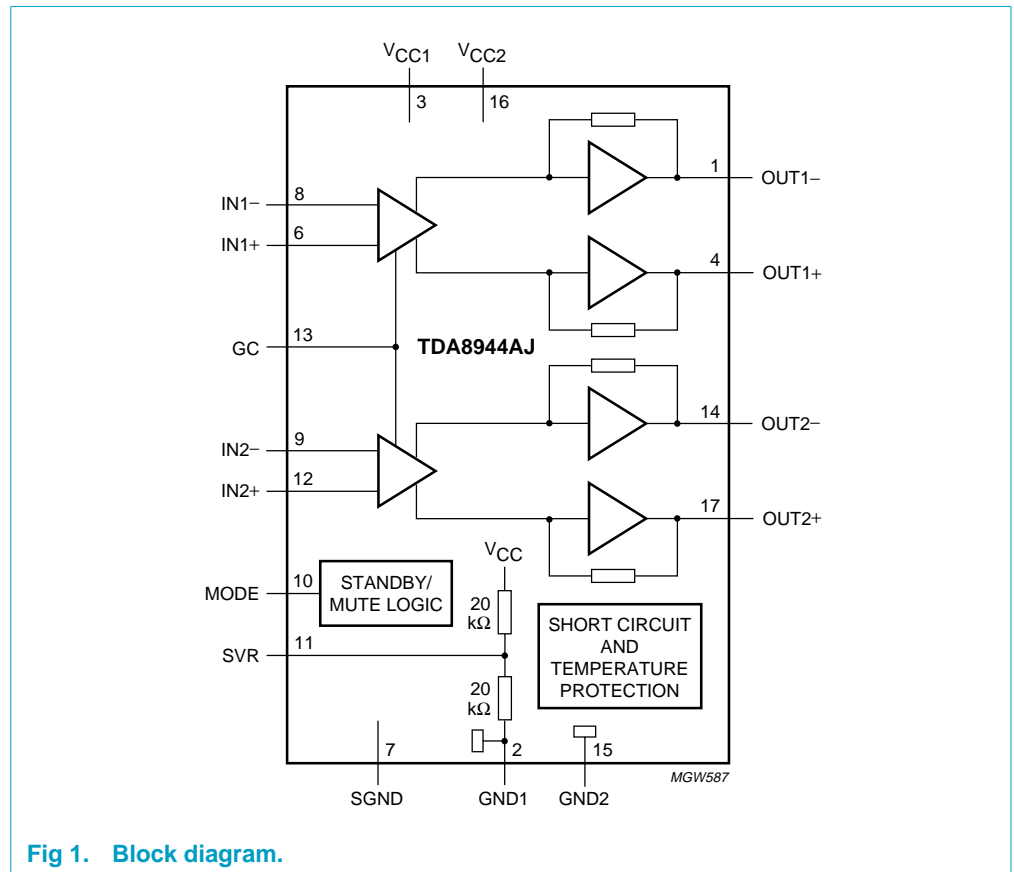 VCC1 VCC2
3 16
1 OUT1−
IN1− 8
IN1+ 6
4 OUT1+
GC 13
TDA8944AJ
14 OUT2−
IN2− 9
IN2+ 12
17 OUT2+
VCC
MODE 10
STANDBY/
MUTE LOGIC
20
kΩ
SHORT CIRCUIT
AND
TEMPERATURE
PROTECTION
SVR 11
20
kΩ
7 2 15
MGW587
SGND GND1 GND2
Fig 1. Block diagram.